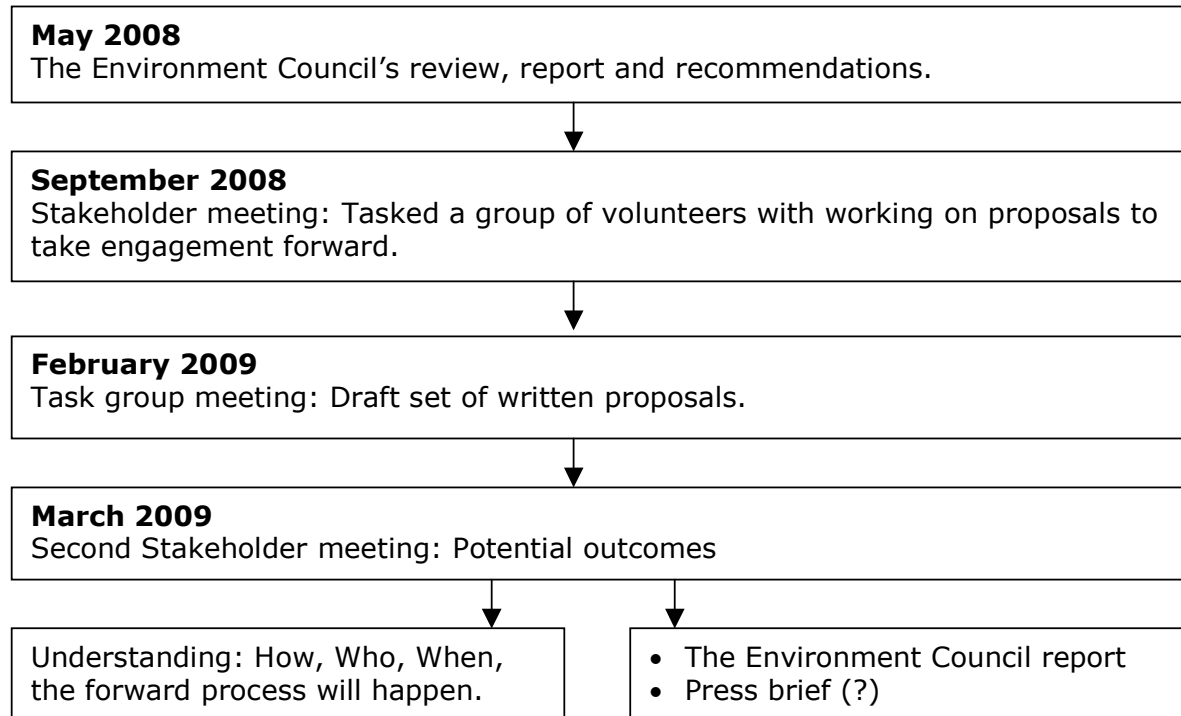 May 2008
The Environment Council’s review, report and recommendations.
September 2008
Stakeholder meeting: Tasked a group of volunteers with working on proposals to
take engagement forward.
February 2009
Task group meeting: Draft set of written proposals.
March 2009
Second Stakeholder meeting: Potential outcomes
Understanding: How, Who, When,
the forward process will happen.
• The Environment Council report
• Press brief (?)